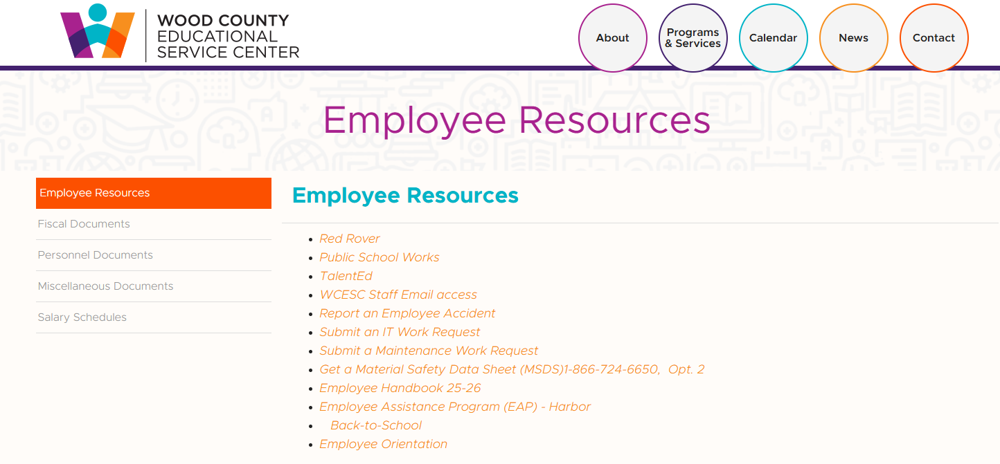 WOOD COUNTY
EDUCATIONAL
SERVICE CENTER
About
Programs
& Services
Calendar
News
Contact
Employee Resources
Employee Resources
Fiscal Documents
Personnel Documents
Miscellaneous Documents
Salary Schedules
Employee Resources
Red Rover
Public School Works
TalentEd
WCESC Staff Email access
Report an Employee Accident
Submit an IT Work Request
Submit a Maintenance Work Request
Get a Material Safety Data Sheet (MSDS)1-866-724-6650,  Opt. 2
Employee Handbook 25-26
Employee Assistance Program (EAP) - Harbor
Back-to-School
Employee Orientation